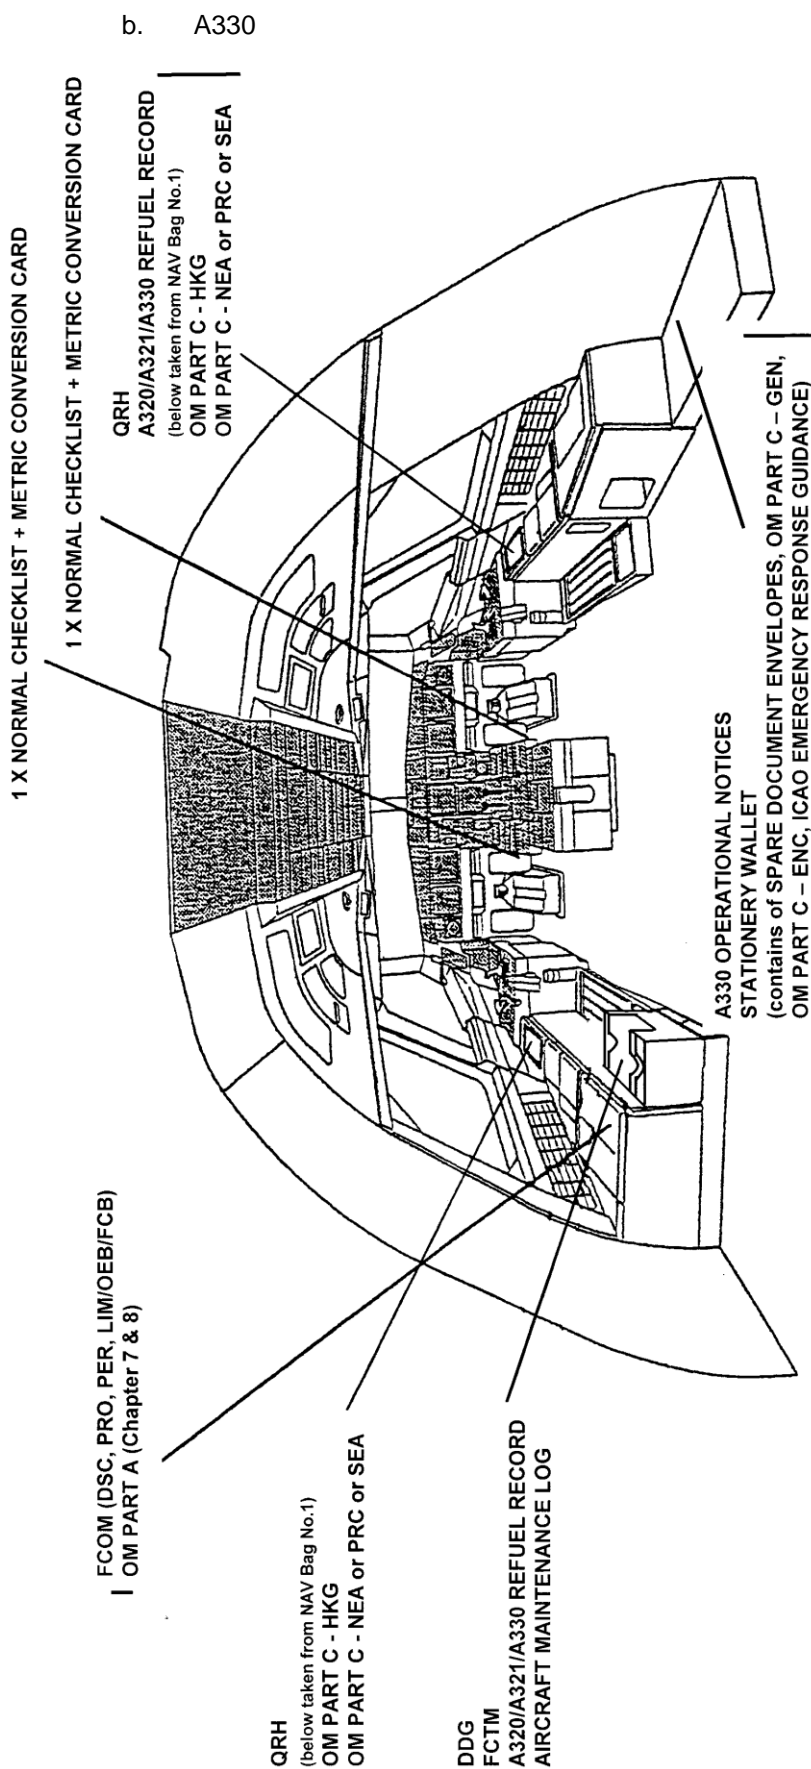 b. A330
1 X NORMAL CHECKLIST + METRIC CONVERSION CARD
1 X NORMAL CHECKLIST + METRIC CONVERSION CARD
QRH
A320/A321/A330 REFUEL RECORD
(below taken from NAV Bag No.1)
OM PART C - HKG
OM PART C - NEA or PRC or SEA
FCOM (DSC, PRO, PER, LIM/OEB/FCB)
OM PART A (Chapter 7 & 8)
QRH
(below taken from NAV Bag No.1)
OM PART C - HKG
OM PART C - NEA or PRC or SEA
DDG
FCTM
A320/A321/A330 REFUEL RECORD
AIRCRAFT MAINTENANCE LOG
A330 OPERATIONAL NOTICES
STATIONERY WALLET
(contains of SPARE DOCUMENT ENVELOPES, OM PART C – GEN,
OM PART C – ENC, ICAO EMERGENCY RESPONSE GUIDANCE)